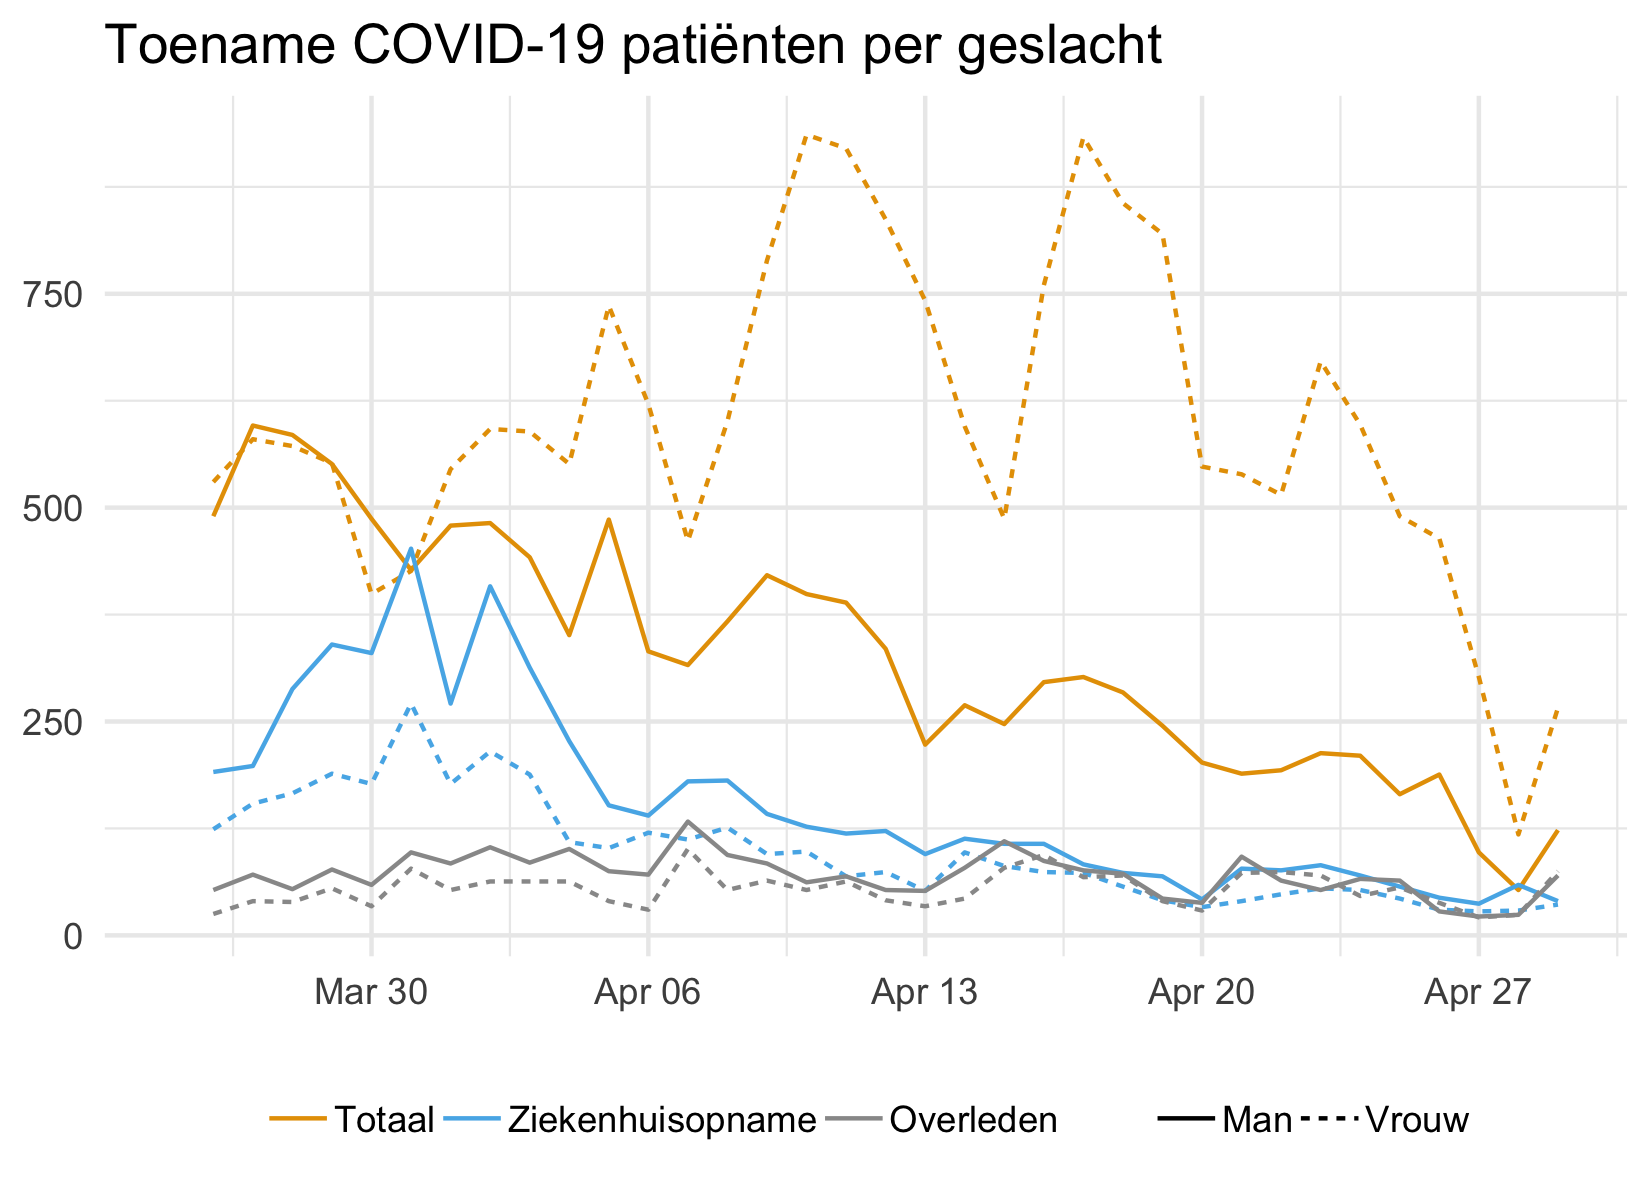 Toename COVID-19 patiënten per geslacht
750
500
250
0
Mar 30 Apr 06 Apr 13 Apr 20 Apr 27
Totaal Ziekenhuisopname Overleden Man Vrouw